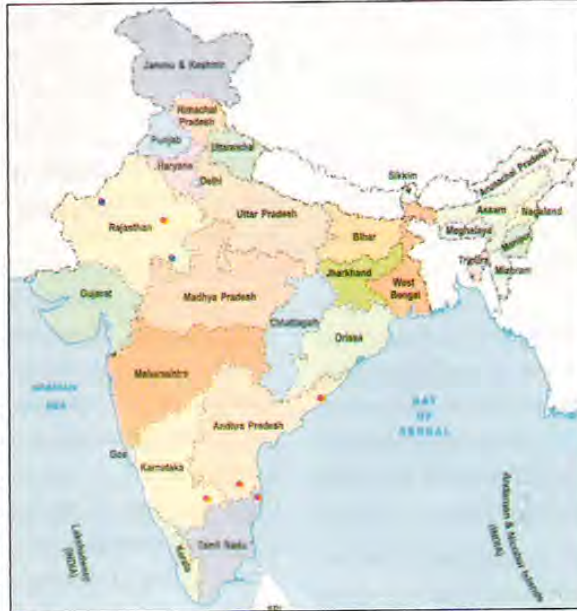 Jammu & Kashmir
Himachal
Pradesh
Punjab
Uttaranchal
Haryana
Delhi
Sikkim
Arunachal Pradesh
Rajasthan
Uttar Pradesh
Assam
Nagaland
Bihar
Meghalaya
Manipur
Gujarat
Jharkhand
Tripura
Mizoram
Madhya Pradesh
West
Bengal
Chhattisgarh
Orissa
Maharashtra
ARABIAN
SEA
BAY
OF
BENGAL
Andhra Pradesh
Goa
Karnataka
Andaman & Nicobar Islands
(INDIA)
Lakshadweep
(INDIA)
Kerala
Tamil Nadu